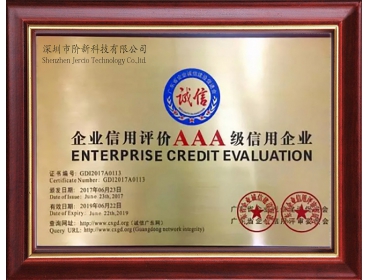 深圳市阶新科技有限公司
Shenzhen Jerctio Technology Co.,ltd.
诚信
企业信用评价AAA级信用企业
ENTERPRISE CREDIT EVALUATION
证书编号：GDI2017A0113
Certificate Number：GDI2017A0113
颁发日期：2017年06月23日
Date of Issue：June 23th, 2017
有效日期：2019年06月22日
Date of Expiry：June 22th,2019
查询网址：http://www.cxgd.org（诚信广东网）
Query URL：http://www.cxgd.org(Guangdong network integrity)